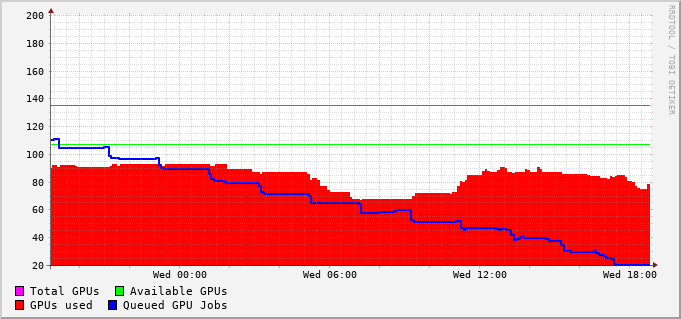 200
180
160
140
120
100
80
60
40
20
Wed 00:00 Wed 06:00 Wed 12:00 Wed 18:00
Total GPUs Available GPUs
GPUs used Queued GPU Jobs
RRDTOOL / TOBI OETIKER